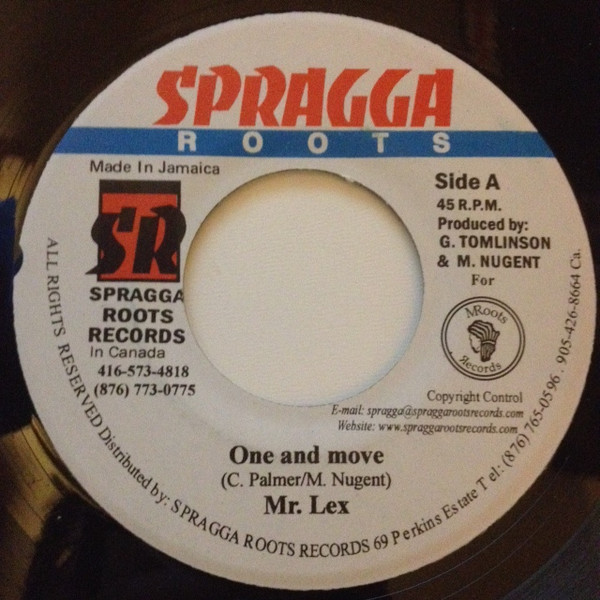 SPRAGGA
ROOTS
Made In Jamaica
SR
SPRAGGA
ROOTS
RECORDS
In Canada
416-573-4818
(876) 773-0775
Side A
45 R.P.M.
Produced by:
G. TOMLINSON
& M. NUGENT
For
MRoots
Records
Copyright Control
E-mail: spragga@spraggarootsrecords.com
Website: www.spraggarootsrecords.com
One and move
(C. Palmer/M. Nugent)
Mr. Lex
ALL RIGHTS RESERVED Distributed by: SPRAGGA ROOTS RECORDS 69 Perkins Estate Tel: (876) 765-0596. 905-426-8664 Ca.